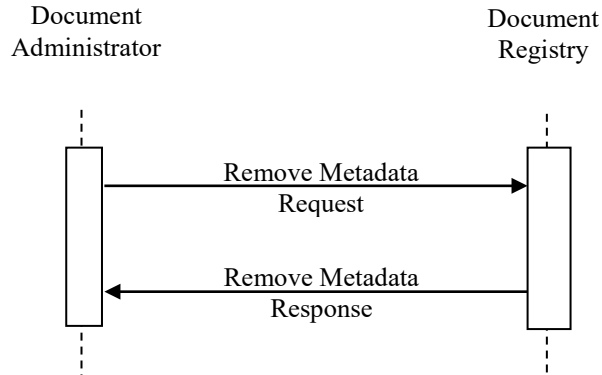 Document
Administrator
Document
Registry
Remove Metadata
Request
Remove Metadata
Response